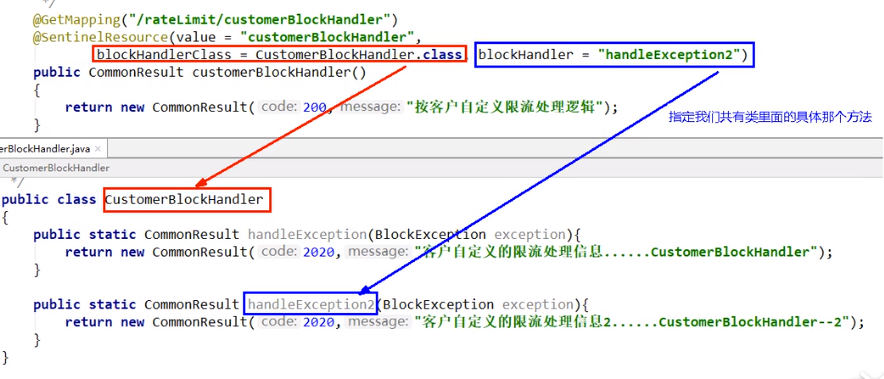 */
@GetMapping("/rateLimit/customerBlockHandler")
@SentinelResource(value = "customerBlockHandler",
blockHandlerClass = CustomerBlockHandler.class, blockHandler = "handleException2")
public CommonResult customerBlockHandler()
{
return new CommonResult( code: 200, message: "按客户自定义限流处理逻辑");
}
指定我们共有类里面的具体那个方法
erBlockHandler.java ×
CustomerBlockHandler
*/
public class CustomerBlockHandler
{
public static CommonResult handleException(BlockException exception){
return new CommonResult( code: 2020, message: "客户自定义的限流处理信息......CustomerBlockHandler");
}
public static CommonResult handleException2(BlockException exception){
return new CommonResult( code: 2020, message: "客户自定义的限流处理信息2......CustomerBlockHandler--2");
}
}